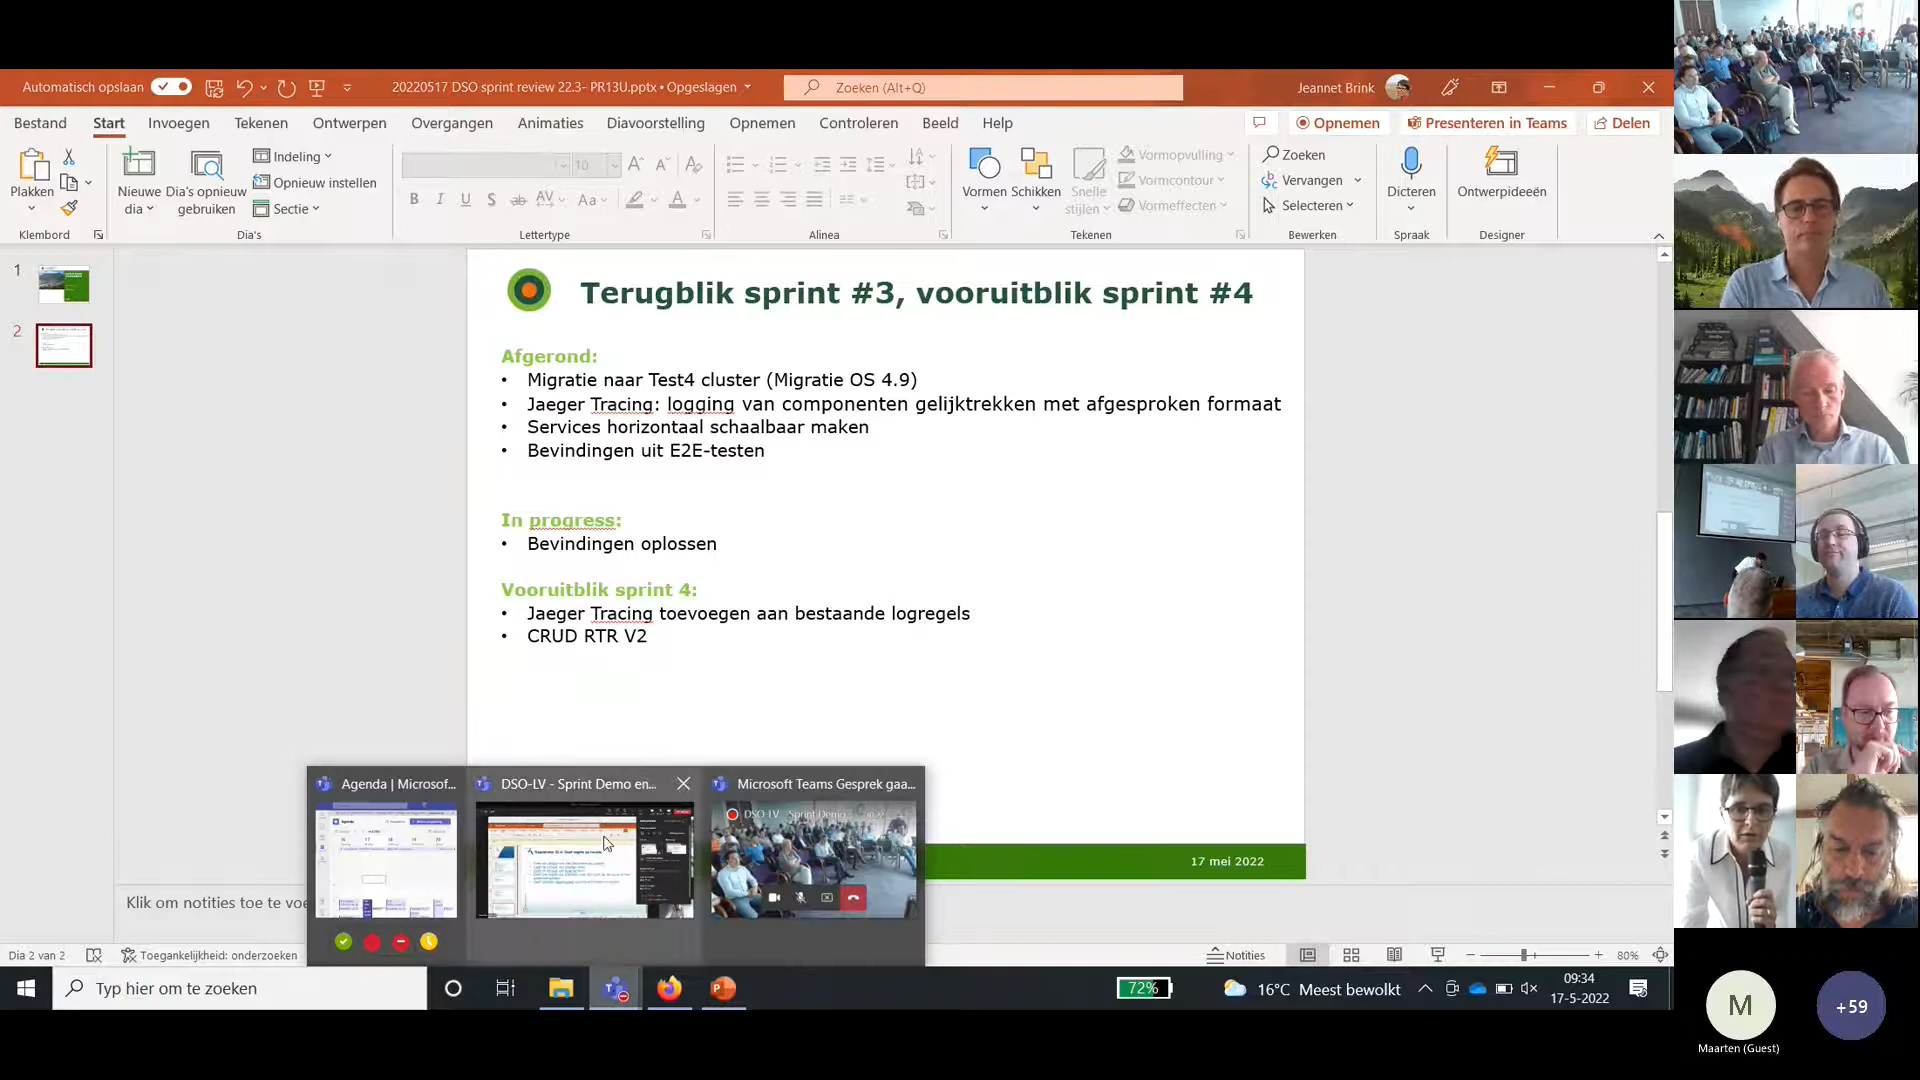 Automatisch opslaan
20220517 DSO sprint review 22.3- PR13U.pptx • Opgeslagen
Zoeken (Alt+Q)
Jeannet Brink
Bestand Start Invoegen Tekenen Ontwerpen Overgangen Animaties Diavoorstelling Opnemen Controleren Beeld Help
Opnemen Presenteren in Teams Delen
Plakken
Klembord
Nieuwe dia
Dia's opnieuw gebruiken
Indeling
Opnieuw instellen
Sectie
Dia's
10
Lettertype
Alinea
Vormen
Schikken
Snelle stijlen
Vormopvulling
Vormcontour
Vormeffecten
Tekenen
Zoeken
Vervangen
Selecteren
Bewerken
Dicteren
Spraak
Ontwerpideeën
Designer
1
2
Terugblik sprint #3, vooruitblik sprint #4
Afgerond:
• Migratie naar Test4 cluster (Migratie OS 4.9)
• Jaeger Tracing: logging van componenten gelijktrekken met afgesproken formaat
• Services horizontaal schaalbaar maken
• Bevindingen uit E2E-testen
In progress:
• Bevindingen oplossen
Vooruitblik sprint 4:
• Jaeger Tracing toevoegen aan bestaande logregels
• CRUD RTR V2
17 mei 2022
Agenda | Microsof...
DSO-LV - Sprint Demo en...
Microsoft Teams Gesprek gaa...
DSO-LV - Sprint Demo
Klik om notities toe te voe
Dia 2 van 2
Toegankelijkheid: onderzoeken
Notities
80%
Typ hier om te zoeken
72%
16°C Meest bewolkt
09:34
17-5-2022
M
Maarten (Guest)
+59